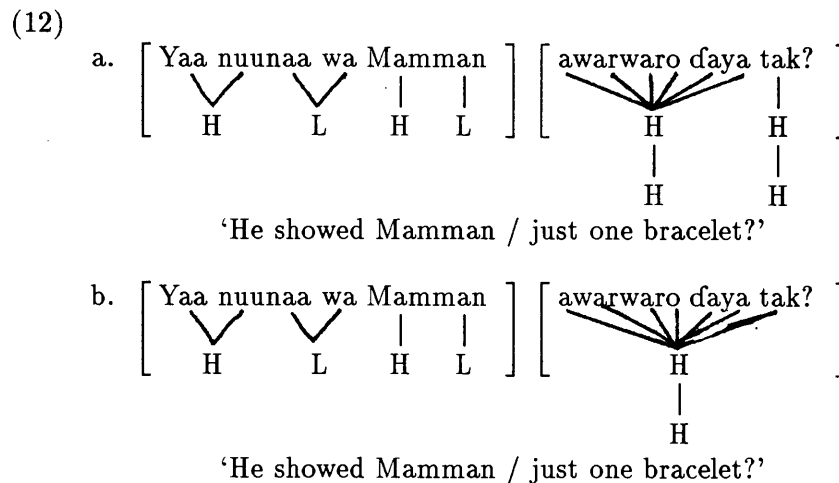 (12)
a. [ Yaa nuunaa wa Mamman ] [ awarwaro ɗaya tak? ]
H L H L H H
H H
‘He showed Mamman / just one bracelet?’
b. [ Yaa nuunaa wa Mamman ] [ awarwaro ɗaya tak? ]
H L H L H
H
‘He showed Mamman / just one bracelet?’